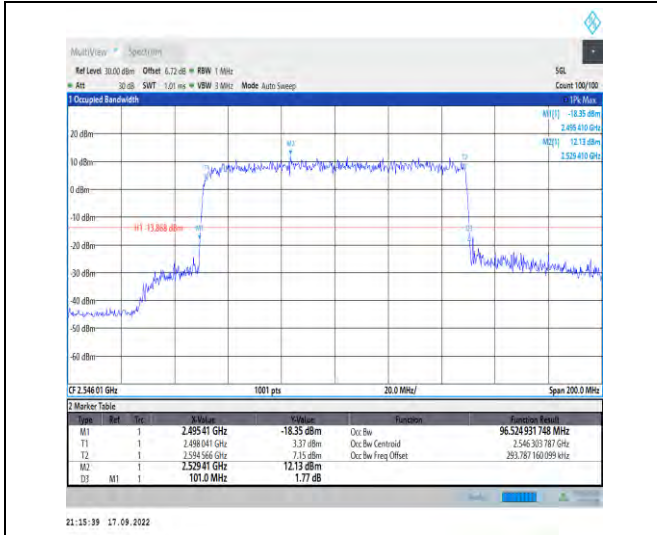 MultiView Spectrum
Ref Level 30.00 dBm Offset 6.72 dB RBW 1 MHz SGL
Att 30 dB SWT 1.01 ms VBW 3 MHz Mode Auto Sweep Count 100/100
1 Occupied Bandwidth 1Pk Max
M1[1] -18.35 dBm
2.495 410 GHz
M2[1] 12.13 dBm
2.529 410 GHz
20 dBm
M2
T2
10 dBm
0 dBm
-10 dBm
H1 -13.868 dBm M1 D3
-20 dBm
-30 dBm
-40 dBm
-50 dBm
-60 dBm
CF 2.546 01 GHz 1001 pts 20.0 MHz/ Span 200.0 MHz
2 Marker Table
Type Ref Trc X-Value Y-Value Function Function Result
M1 1 2.495 41 GHz -18.35 dBm Occ Bw 96.524 931 748 MHz
T1 1 2.498 041 GHz 3.37 dBm Occ Bw Centroid 2.546 303 787 GHz
T2 1 2.594 566 GHz 7.15 dBm Occ Bw Freq Offset 293.787 160 099 kHz
M2 1 2.529 41 GHz 12.13 dBm
D3 M1 1 101.0 MHz 1.77 dB
21:15:39 17.09.2022